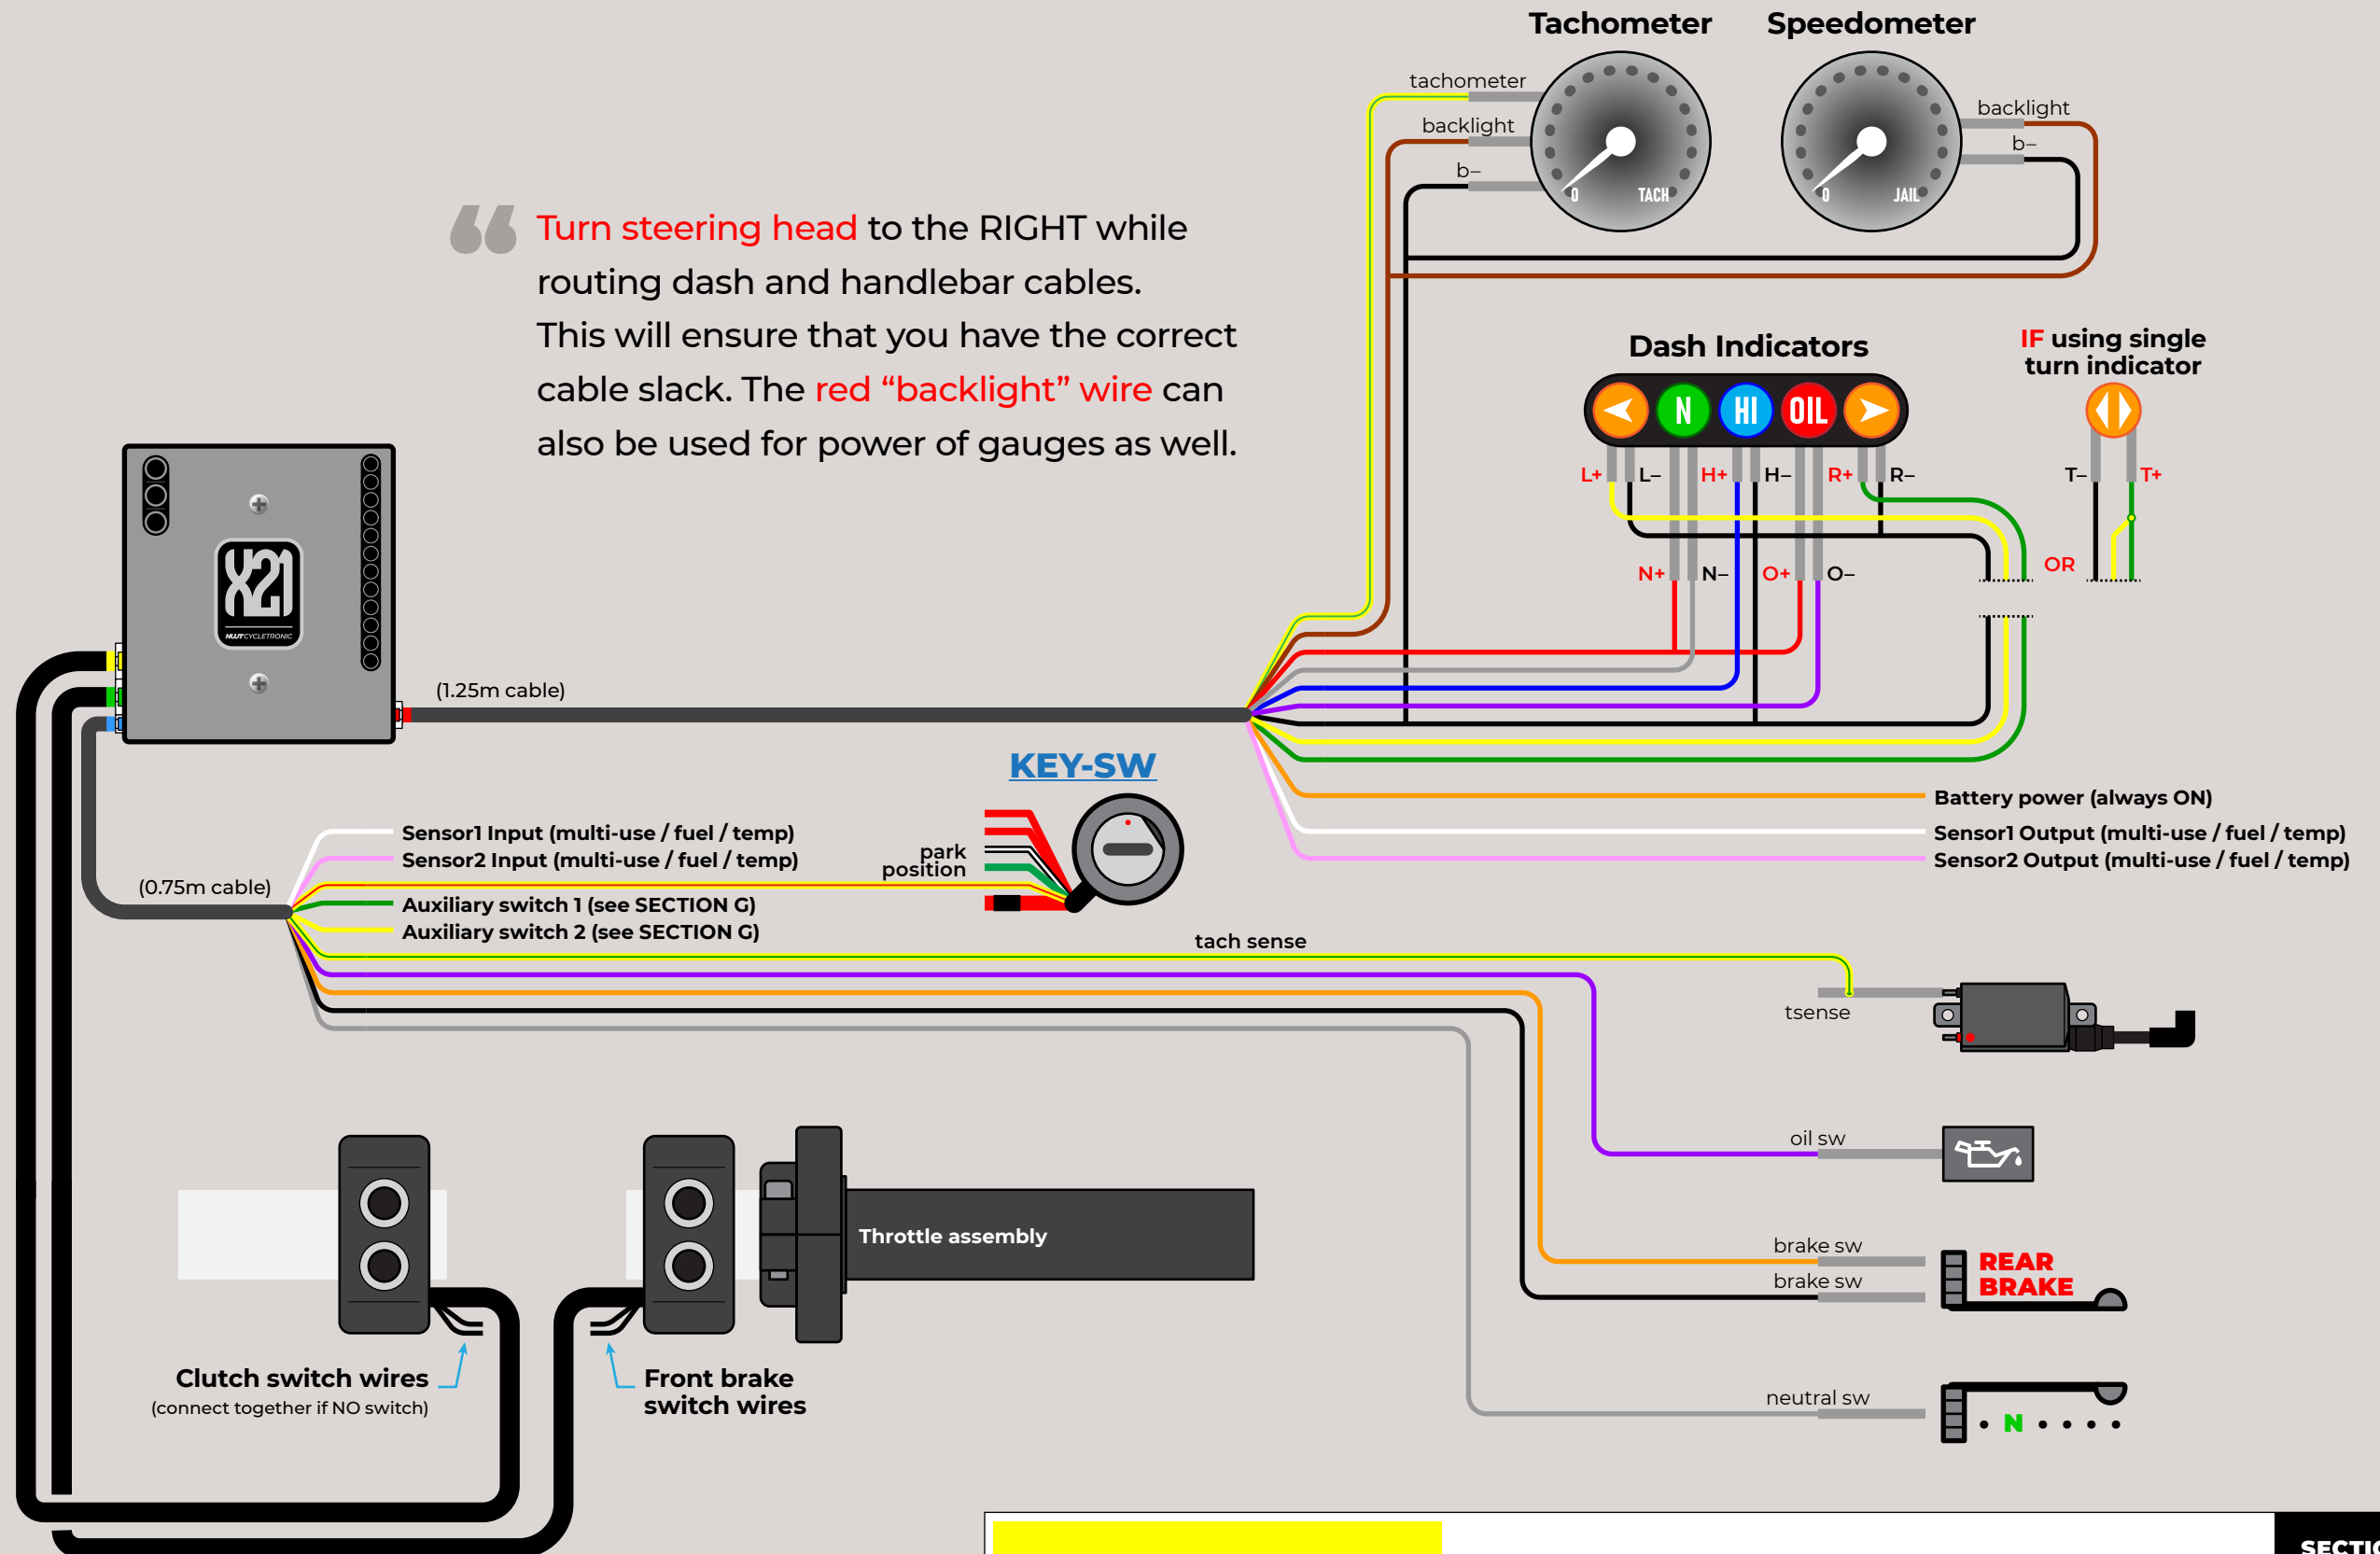 Tachometer
Speedometer
tachometer
backlight
b–
backlight
b–
0
TACH
0
JAIL
“
Turn steering head to the RIGHT while
routing dash and handlebar cables.
This will ensure that you have the correct
cable slack. The red “backlight” wire can
also be used for power of gauges as well.
Dash Indicators
IF using single
turn indicator
N
HI
OIL
L+
L–
H+
H–
R+
R–
T–
T+
N+
N–
O+
O–
OR
X21
NWT CYCLETRONIC
(1.25m cable)
KEY-SW
park
position
Battery power (always ON)
Sensor1 Output (multi-use / fuel / temp)
Sensor2 Output (multi-use / fuel / temp)
Sensor1 Input (multi-use / fuel / temp)
Sensor2 Input (multi-use / fuel / temp)
(0.75m cable)
Auxiliary switch 1 (see SECTION G)
Auxiliary switch 2 (see SECTION G)
tach sense
tsense
oil sw
Throttle assembly
brake sw
brake sw
REAR
BRAKE
Clutch switch wires
(connect together if NO switch)
Front brake
switch wires
neutral sw
N